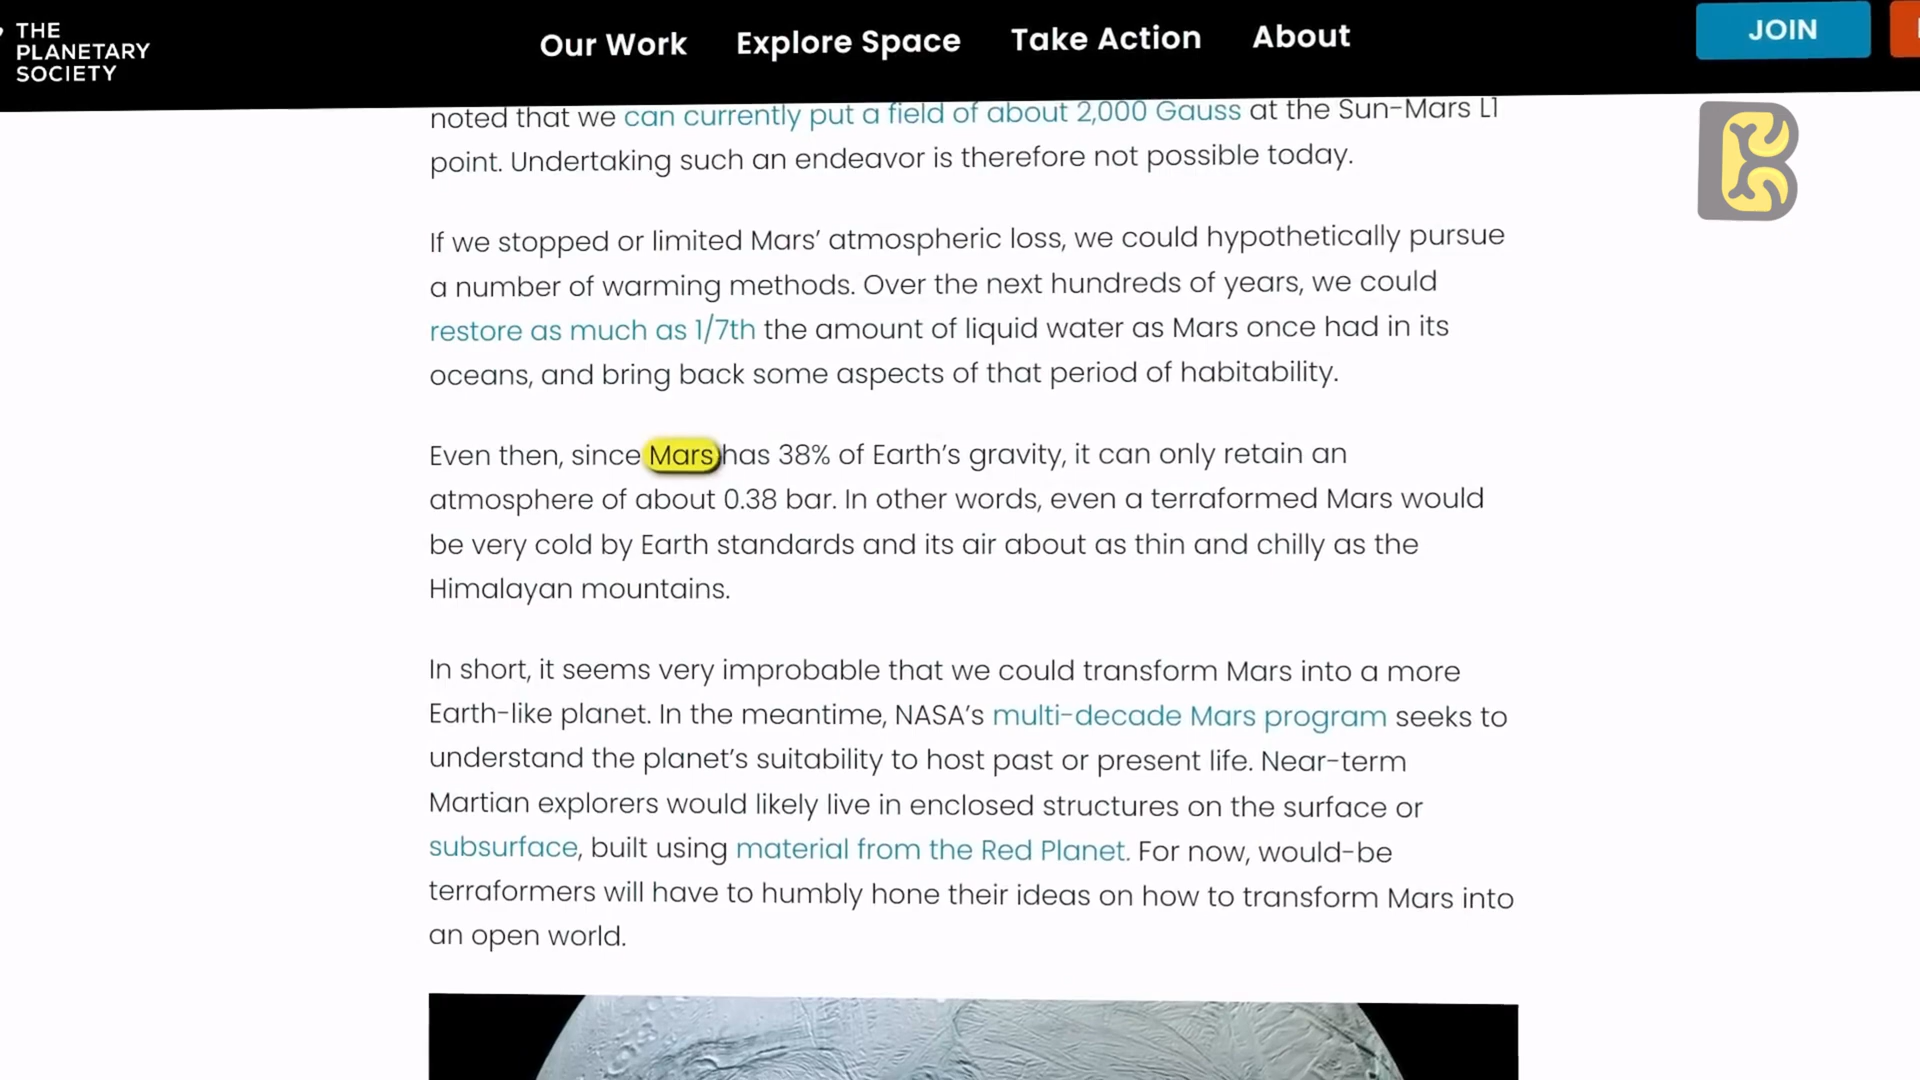 THE
PLANETARY
SOCIETY
Our Work Explore Space Take Action About
JOIN
noted that we can currently put a field of about 2,000 Gauss at the Sun-Mars L1
point. Undertaking such an endeavor is therefore not possible today.
If we stopped or limited Mars’ atmospheric loss, we could hypothetically pursue
a number of warming methods. Over the next hundreds of years, we could
restore as much as 1/7th the amount of liquid water as Mars once had in its
oceans, and bring back some aspects of that period of habitability.
Even then, since Mars has 38% of Earth’s gravity, it can only retain an
atmosphere of about 0.38 bar. In other words, even a terraformed Mars would
be very cold by Earth standards and its air about as thin and chilly as the
Himalayan mountains.
In short, it seems very improbable that we could transform Mars into a more
Earth-like planet. In the meantime, NASA’s multi-decade Mars program seeks to
understand the planet’s suitability to host past or present life. Near-term
Martian explorers would likely live in enclosed structures on the surface or
subsurface, built using material from the Red Planet. For now, would-be
terraformers will have to humbly hone their ideas on how to transform Mars into
an open world.